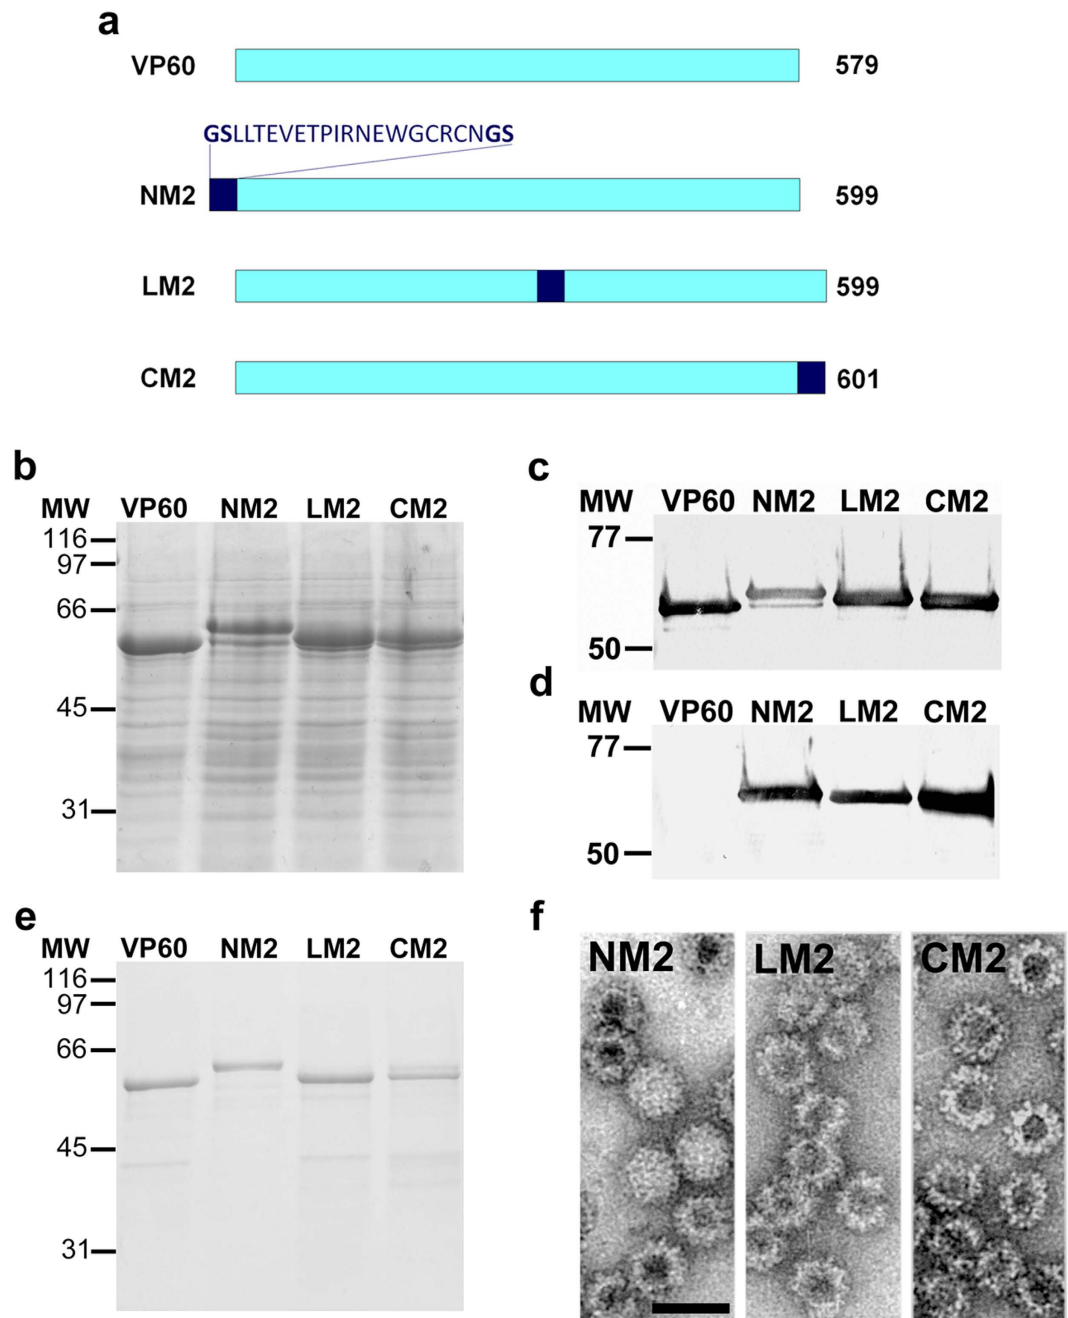 a
VP60 579
GSLLTEVETPIRNEWGCRCNGS
NM2 599
LM2 599
CM2 601
b
MW VP60 NM2 LM2 CM2
116
97
66
45
31
c
MW VP60 NM2 LM2 CM2
77
50
d
MW VP60 NM2 LM2 CM2
77
50
e
MW VP60 NM2 LM2 CM2
116
97
66
45
31
f
NM2 LM2 CM2